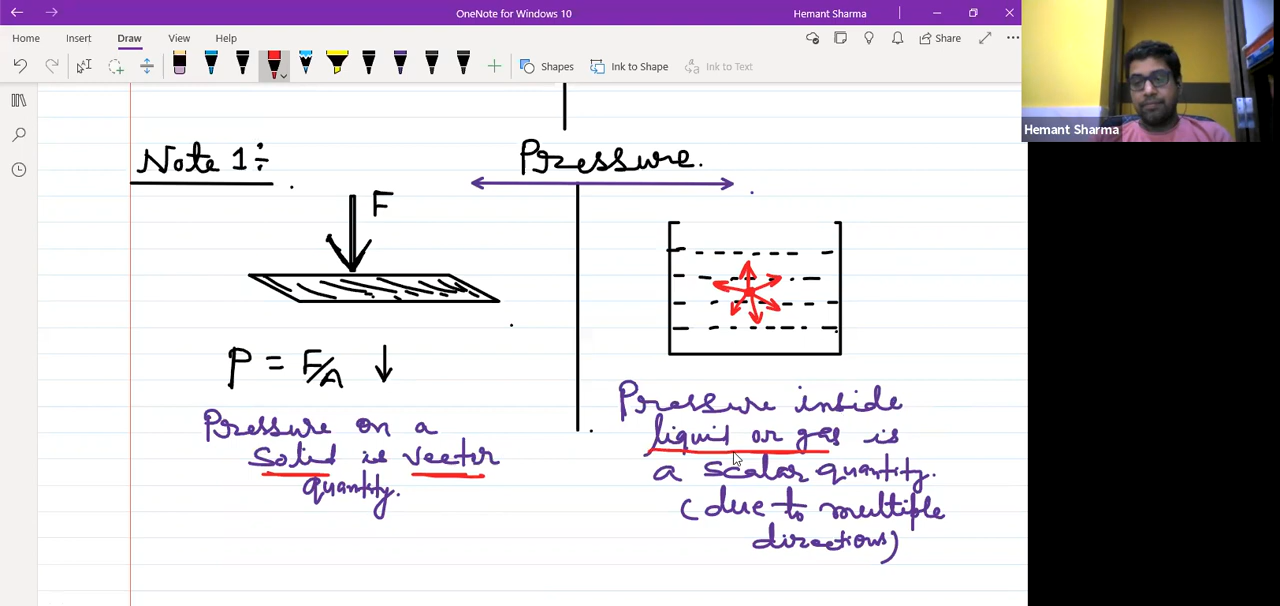 OneNote for Windows 10
Hemant Sharma
Home Insert Draw View Help
Share
Shapes Ink to Shape Ink to Text
Hemant Sharma
Note 1:
Pressure.
F
P = F/A ↓
Pressure on a
solid is vector
quantity.
Pressure inside
liquid or gas is
a scalar quantity.
(due to multiple
directions)